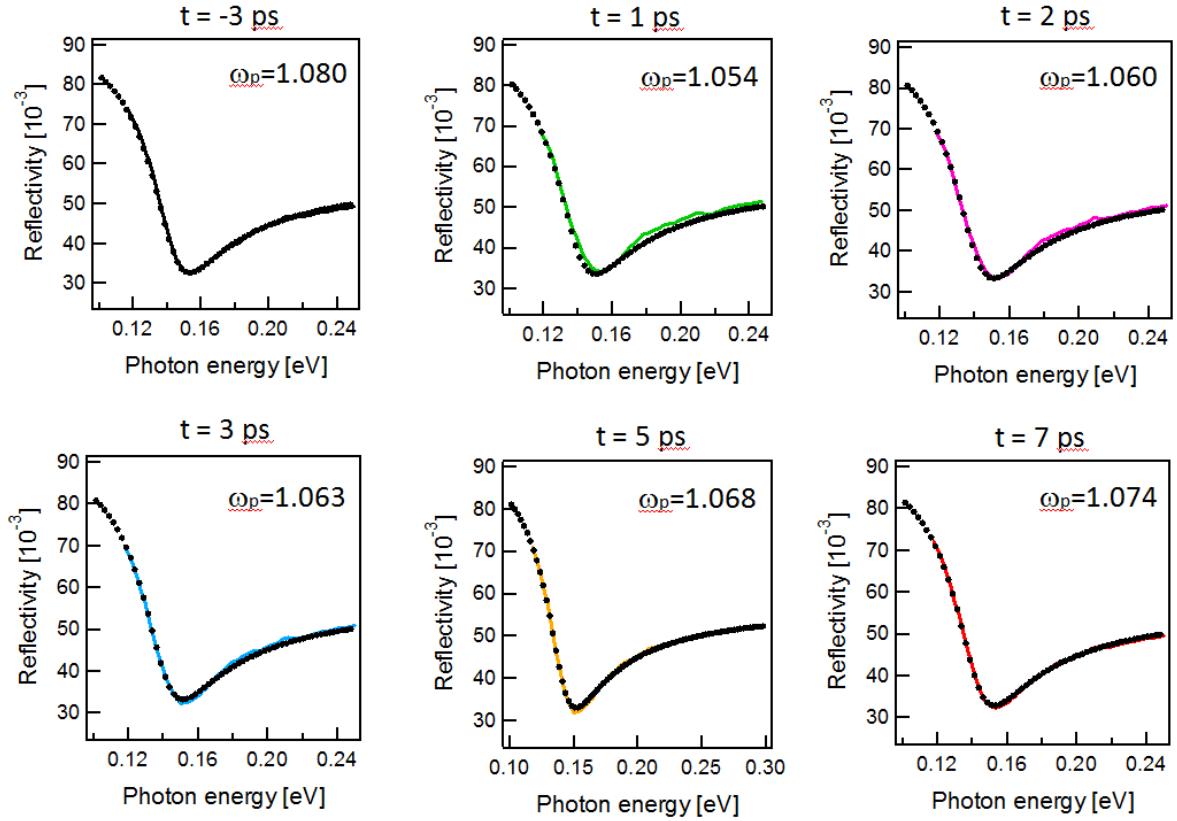 t = -3 ps
t = 1 ps
t = 2 ps
90
80
70
60
50
40
30
Reflectivity [10⁻³]
ωp=1.080
0.12 0.16 0.20 0.24
Photon energy [eV]
90
80
70
60
50
40
30
Reflectivity [10⁻³]
ωp=1.054
0.12 0.16 0.20 0.24
Photon energy [eV]
90
80
70
60
50
40
30
Reflectivity [10⁻³]
ωp=1.060
0.12 0.16 0.20 0.24
Photon energy [eV]
t = 3 ps
t = 5 ps
t = 7 ps
90
80
70
60
50
40
30
Reflectivity [10⁻³]
ωp=1.063
0.12 0.16 0.20 0.24
Photon energy [eV]
90
80
70
60
50
40
30
Reflectivity [10⁻³]
ωp=1.068
0.10 0.15 0.20 0.25 0.30
Photon energy [eV]
90
80
70
60
50
40
30
Reflectivity [10⁻³]
ωp=1.074
0.12 0.16 0.20 0.24
Photon energy [eV]